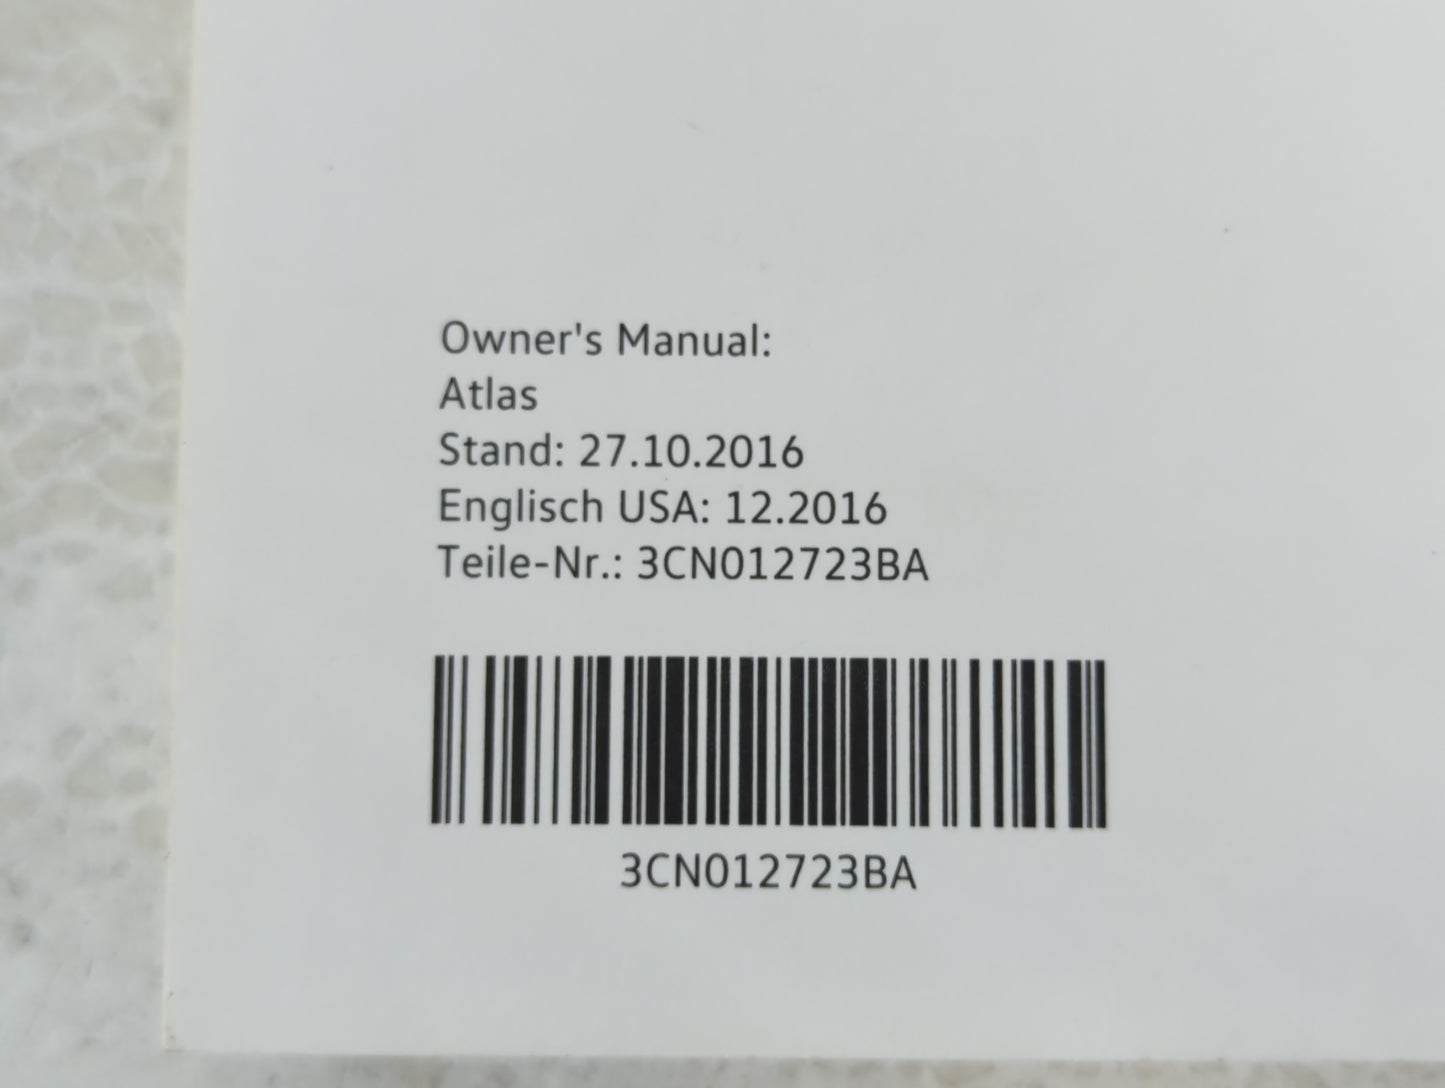 Owner's Manual:
Atlas
Stand: 27.10.2016
Englisch USA: 12.2016
Teile-Nr.: 3CN012723BA
3CN012723BA